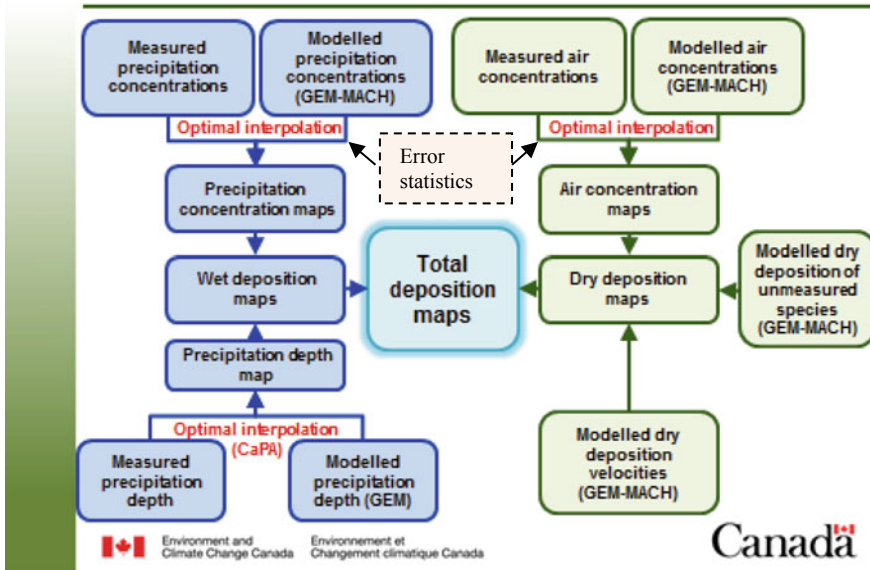 Measured
precipitation
concentrations
Modelled
precipitation
concentrations
(GEM-MACH)
Measured air
concentrations
Modelled air
concentrations
(GEM-MACH)
Optimal interpolation
Optimal interpolation
Error
statistics
Precipitation
concentration maps
Air concentration
maps
Wet deposition
maps
Total
deposition
maps
Dry deposition
maps
Modelled dry
deposition of
unmeasured
species
(GEM-MACH)
Precipitation depth
map
Optimal interpolation
(CaPA)
Measured
precipitation
depth
Modelled
precipitation
depth (GEM)
Modelled dry
deposition
velocities
(GEM-MACH)
Environment and
Climate Change Canada
Environnement et
Changement climatique Canada
Canada